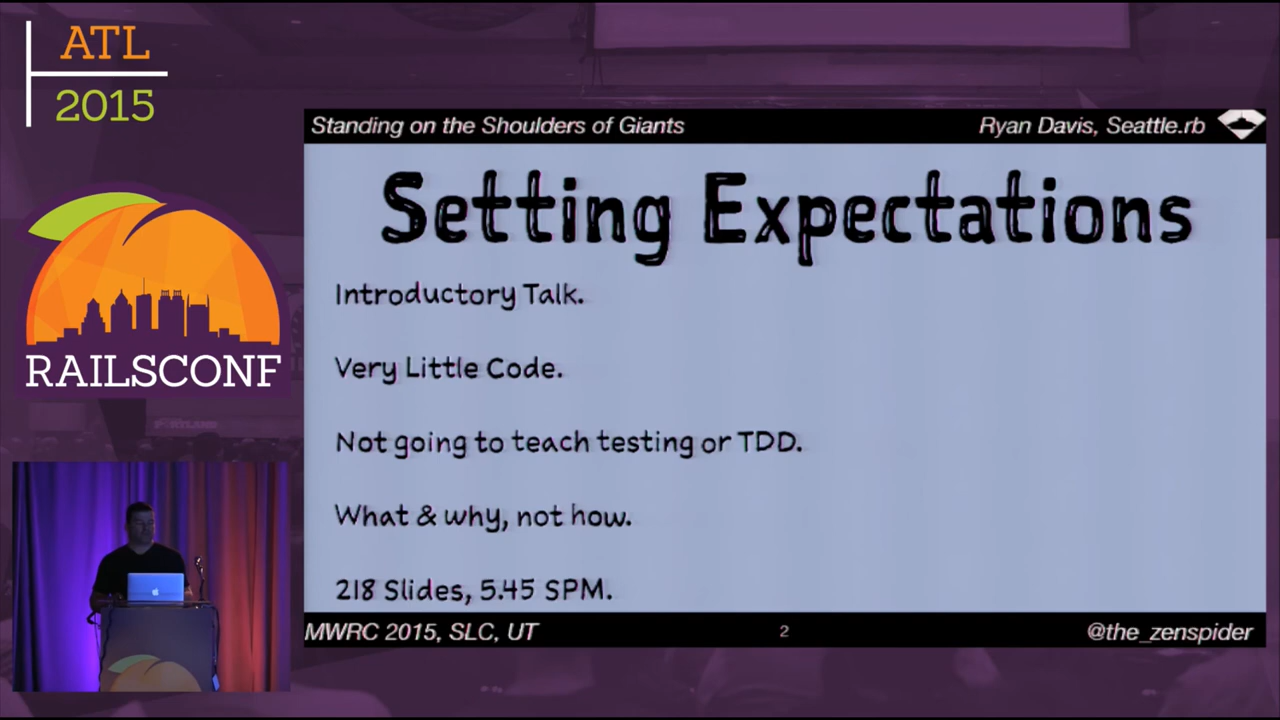 ATL
2015
RAILSCONF
Standing on the Shoulders of Giants
Ryan Davis, Seattle.rb
Setting Expectations
Introductory Talk.
Very Little Code.
Not going to teach testing or TDD.
What & why, not how.
218 Slides, 5.45 SPM.
MWRC 2015, SLC, UT
2
@the_zenspider